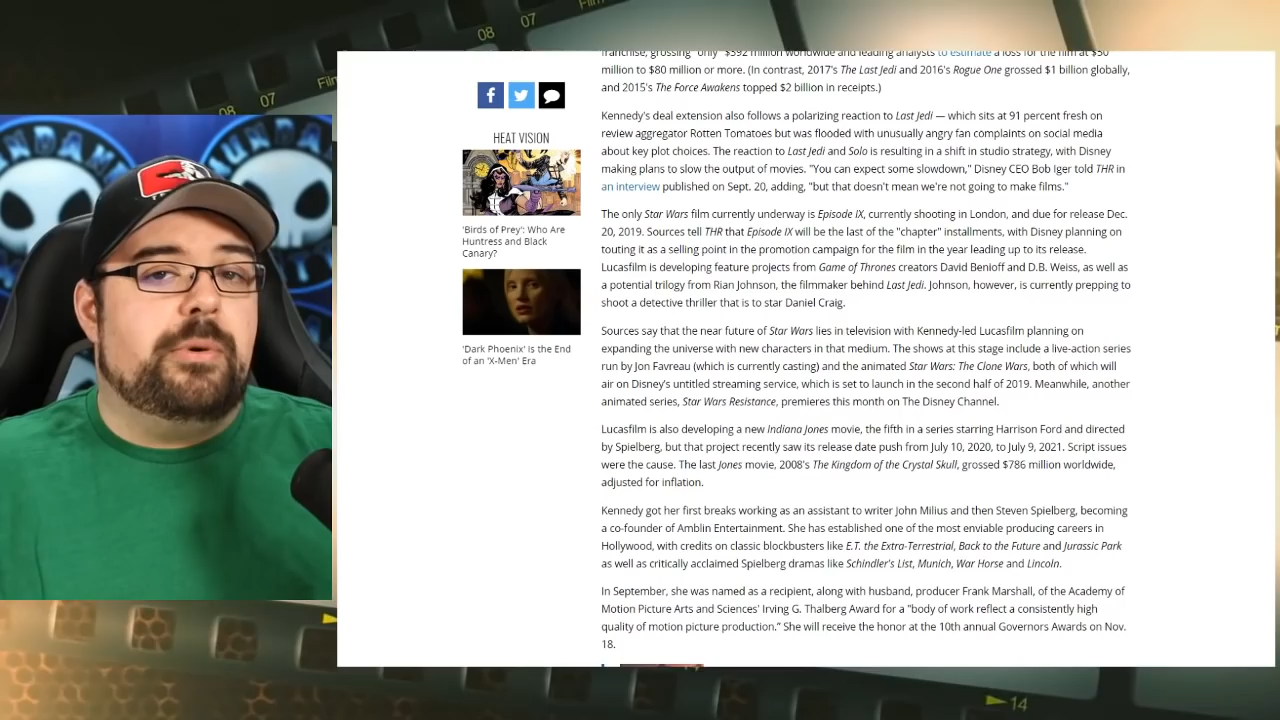 08
07
Film
Film
08
07
franchise, grossing "only" $392 million worldwide and leading analysts to estimate a loss for the film at $50
million to $80 million or more. (In contrast, 2017's The Last Jedi and 2016's Rogue One grossed $1 billion globally,
and 2015's The Force Awakens topped $2 billion in receipts.)
HEAT VISION
'Birds of Prey': Who Are
Huntress and Black
Canary?
'Dark Phoenix' Is the End
of an 'X-Men' Era
Kennedy's deal extension also follows a polarizing reaction to Last Jedi — which sits at 91 percent fresh on
review aggregator Rotten Tomatoes but was flooded with unusually angry fan complaints on social media
about key plot choices. The reaction to Last Jedi and Solo is resulting in a shift in studio strategy, with Disney
making plans to slow the output of movies. "You can expect some slowdown," Disney CEO Bob Iger told THR in
an interview published on Sept. 20, adding, "but that doesn't mean we're not going to make films."
The only Star Wars film currently underway is Episode IX, currently shooting in London, and due for release Dec.
20, 2019. Sources tell THR that Episode IX will be the last of the "chapter" installments, with Disney planning on
touting it as a selling point in the promotion campaign for the film in the year leading up to its release.
Lucasfilm is developing feature projects from Game of Thrones creators David Benioff and D.B. Weiss, as well as
a potential trilogy from Rian Johnson, the filmmaker behind Last Jedi. Johnson, however, is currently prepping to
shoot a detective thriller that is to star Daniel Craig.
Sources say that the near future of Star Wars lies in television with Kennedy-led Lucasfilm planning on
expanding the universe with new characters in that medium. The shows at this stage include a live-action series
run by Jon Favreau (which is currently casting) and the animated Star Wars: The Clone Wars, both of which will
air on Disney's untitled streaming service, which is set to launch in the second half of 2019. Meanwhile, another
animated series, Star Wars Resistance, premieres this month on The Disney Channel.
Lucasfilm is also developing a new Indiana Jones movie, the fifth in a series starring Harrison Ford and directed
by Spielberg, but that project recently saw its release date push from July 10, 2020, to July 9, 2021. Script issues
were the cause. The last Jones movie, 2008's The Kingdom of the Crystal Skull, grossed $786 million worldwide,
adjusted for inflation.
Kennedy got her first breaks working as an assistant to writer John Milius and then Steven Spielberg, becoming
a co-founder of Amblin Entertainment. She has established one of the most enviable producing careers in
Hollywood, with credits on classic blockbusters like E.T. the Extra-Terrestrial, Back to the Future and Jurassic Park
as well as critically acclaimed Spielberg dramas like Schindler's List, Munich, War Horse and Lincoln.
In September, she was named as a recipient, along with husband, producer Frank Marshall, of the Academy of
Motion Picture Arts and Sciences' Irving G. Thalberg Award for a "body of work reflect a consistently high
quality of motion picture production." She will receive the honor at the 10th annual Governors Awards on Nov.
18.
14